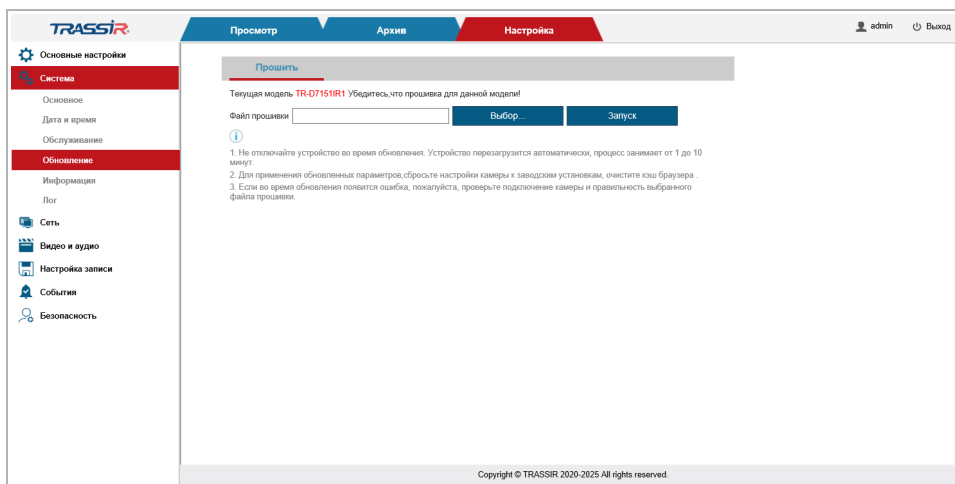 TRASSIR
Просмотр
Архив
Настройка
admin
Выход
Основные настройки
Система
Основное
Дата и время
Обслуживание
Обновление
Информация
Лог
Сеть
Видео и аудио
Настройка записи
События
Безопасность
Прошить
Текущая модель TR-D7151IR1 Убедитесь,что прошивка для данной модели!
Файл прошивки
Выбор...
Запуск
1. Не отключайте устройство во время обновления. Устройство перезагрузится автоматически, процесс занимает от 1 до 10
минут.
2. Для применения обновленных параметров,сбросьте настройки камеры к заводским установкам, очистите кэш браузера .
3. Если во время обновления появится ошибка, пожалуйста, проверьте подключение камеры и правильность выбранного
файла прошивки.
Copyright © TRASSIR 2020-2025 All rights reserved.